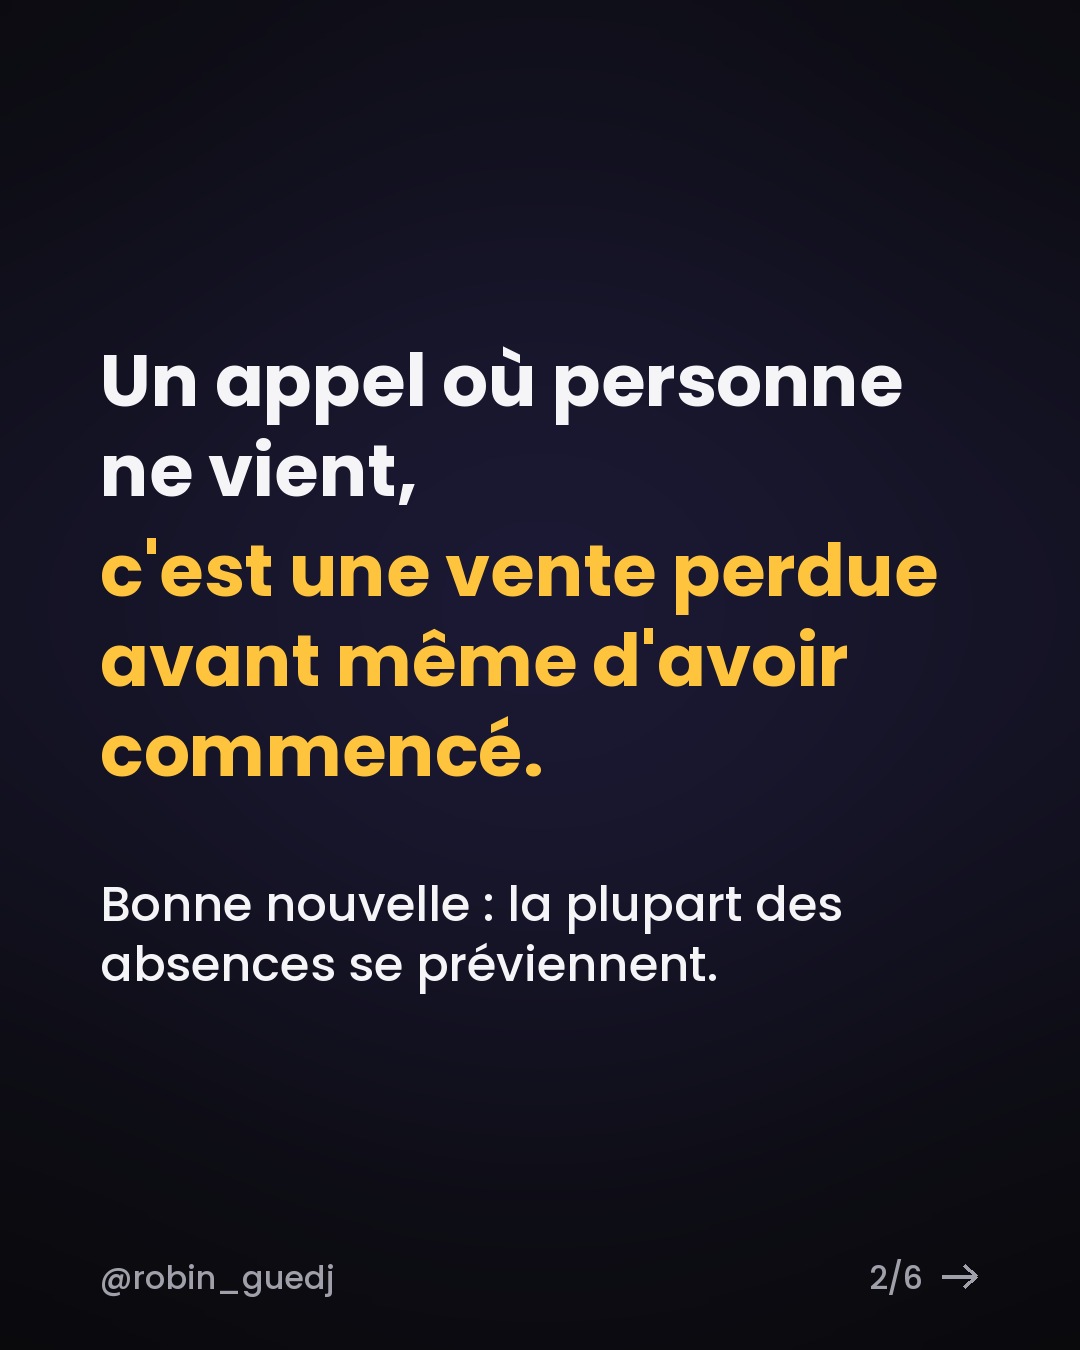 Un appel où personne
ne vient,
c'est une vente perdue
avant même d'avoir
commencé.
Bonne nouvelle : la plupart des
absences se préviennent.
@robin_guedj
2/6 →